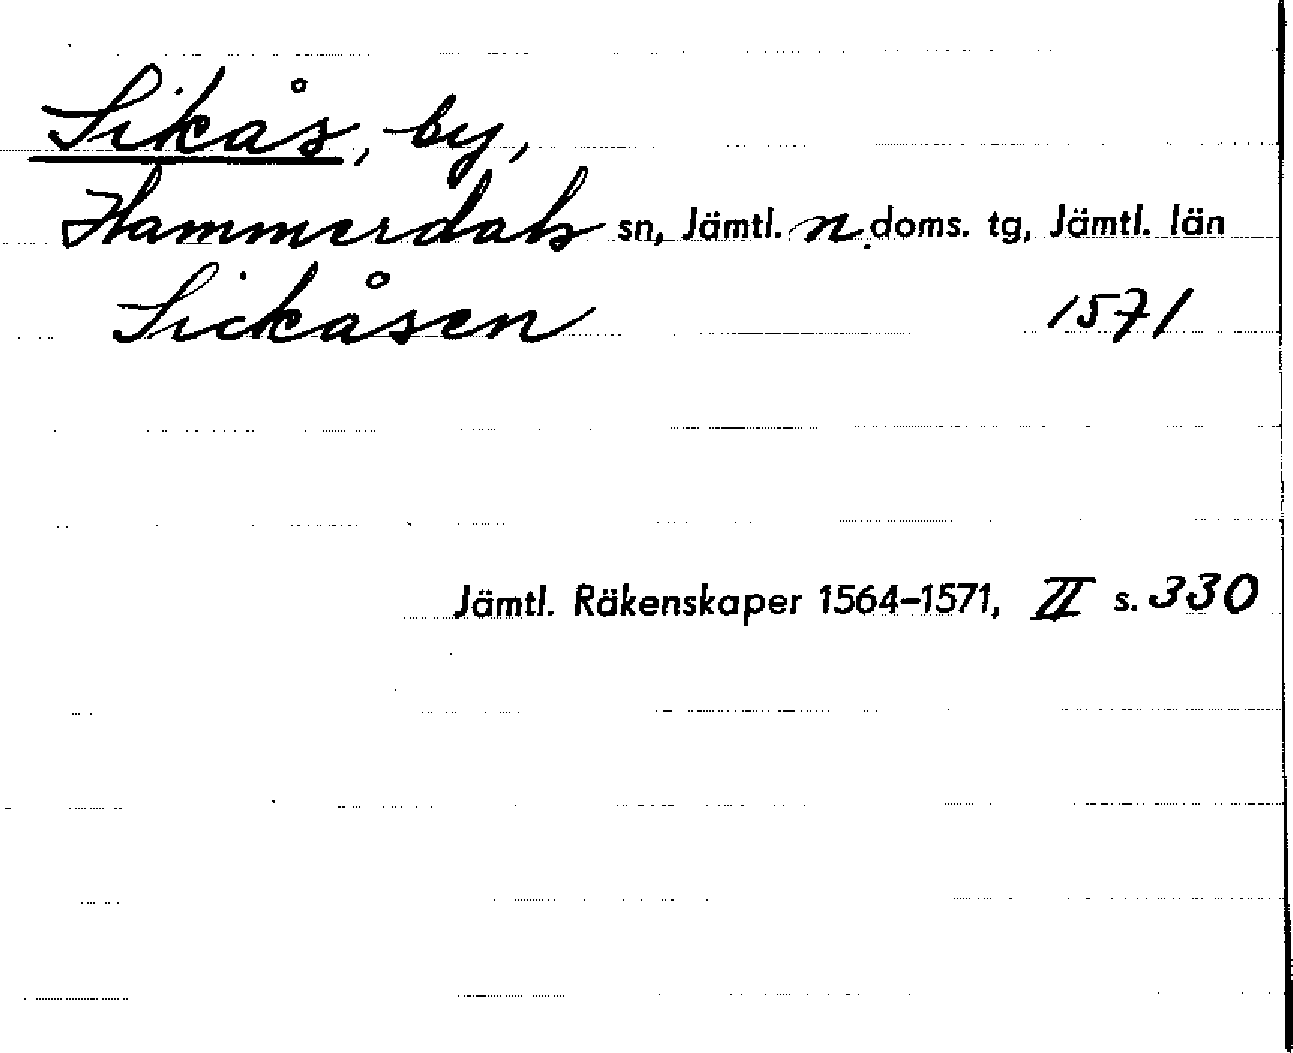 Sikås, by,
Hammerdals sn, Jämtl. n. doms. tg, Jämtl. län
Sickåsen 1571
Jämtl. Räkenskaper 1564–1571, II s. 330